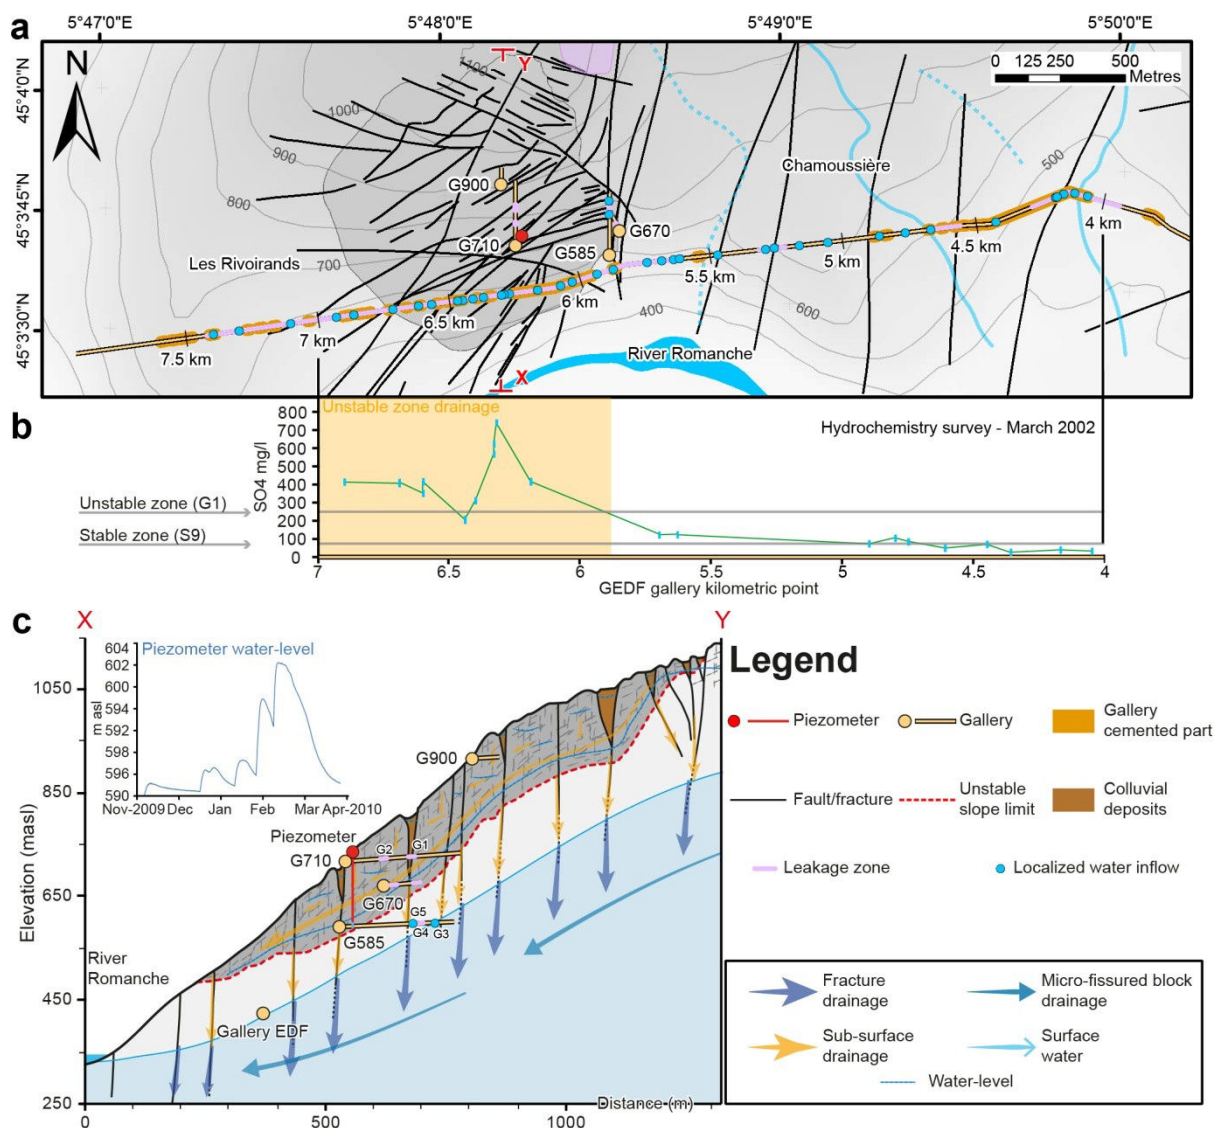 a
5°47'0"E
5°48'0"E
5°49'0"E
5°50'0"E
45°4'0"N
45°3'45"N
45°3'30"N
N
Y
0 125 250 500
Metres
1100
1000
900
800
700
500
400
600
Chamoussière
G900
G710
G670
G585
Les Rivoirands
4 km
4.5 km
5 km
5.5 km
6 km
6.5 km
7 km
7.5 km
River Romanche
X
b
Unstable zone drainage
Hydrochemistry survey - March 2002
SO4 mg/l
800
700
600
500
400
300
200
100
0
Unstable zone (G1)
Stable zone (S9)
7
6.5
6
5.5
5
4.5
4
GEDF gallery kilometric point
c
X
Y
Piezometer water-level
m asl
604
602
600
594
598
596
590
Nov-2009 Dec Jan Feb Mar Apr-2010
Elevation (masl)
1050
850
650
450
250
G900
Piezometer
G710
G2
G1
G670
G585
G5
G4
G3
River
Romanche
Gallery EDF
0
500
1000
Distance (m)
Legend
Piezometer
Gallery
Gallery
cemented part
Fault/fracture
Unstable
slope limit
Colluvial
deposits
Leakage zone
Localized water inflow
Fracture
drainage
Micro-fissured block
drainage
Sub-surface
drainage
Surface
water
Water-level